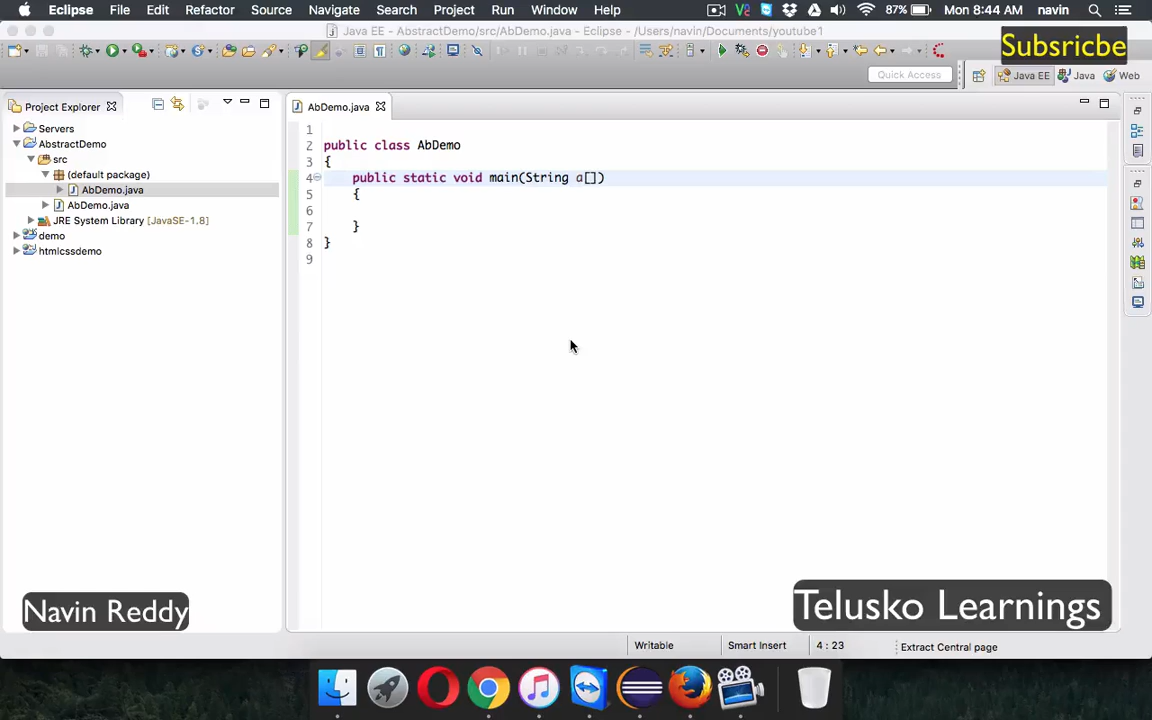 Eclipse File Edit Source Refactor Navigate Search Project Run Window Help 87% Mon 8:44 AM navin
Java EE - AbstractDemo/src/AbDemo.java - Eclipse - /Users/navin/Documents/youtube1
Subsricbe
Quick Access
Java EE Java Web
Project Explorer
Servers
AbstractDemo
src
(default package)
AbDemo.java
AbDemo.java
JRE System Library [JavaSE-1.8]
demo
htmlcssdemo
AbDemo.java
1
2 public class AbDemo
3 {
4 public static void main(String a[])
5 {
6
7 }
8 }
9
Navin Reddy
Telusko Learnings
Writable Smart Insert 4 : 23 Extract Central page